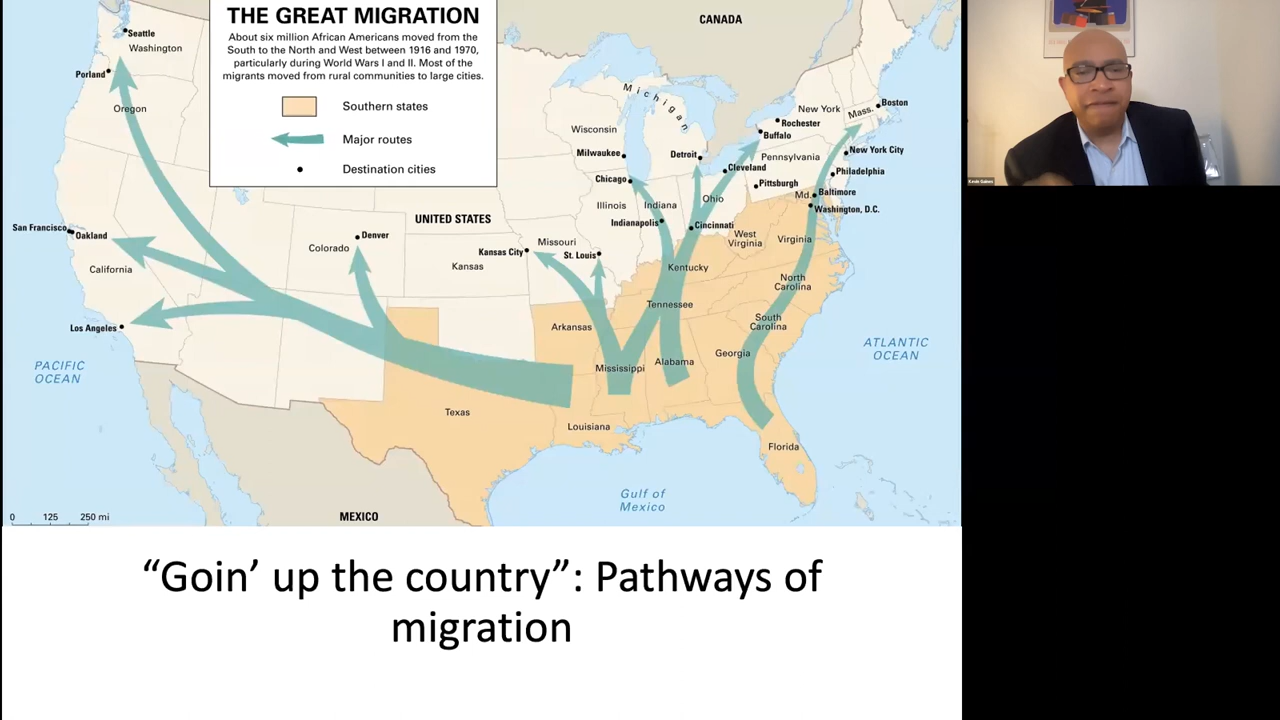 THE GREAT MIGRATION
About six million African Americans moved from the
South to the North and West between 1916 and 1970,
particularly during World Wars I and II. Most of the
migrants moved from rural communities to large cities.
Southern states
Major routes
Destination cities
CANADA
Seattle
Washington
Porland
Oregon
San Francisco
Oakland
California
Los Angeles
PACIFIC
OCEAN
UNITED STATES
Denver
Colorado
Kansas City
Kansas
Missouri
St. Louis
Michigan
Wisconsin
Milwaukee
Chicago
Illinois
Indiana
Indianapolis
Detroit
Ohio
Cincinnati
Cleveland
Pittsburgh
Pennsylvania
Buffalo
Rochester
New York
Mass.
Boston
New York City
Philadelphia
Md.
Baltimore
Washington, D.C.
West
Virginia
Virginia
Kentucky
Tennessee
North
Carolina
South
Carolina
Arkansas
Mississippi
Alabama
Georgia
Texas
Louisiana
Florida
ATLANTIC
OCEAN
Gulf of
Mexico
MEXICO
0 125 250 mi
“Goin’ up the country”: Pathways of
migration
Kevin Gaines